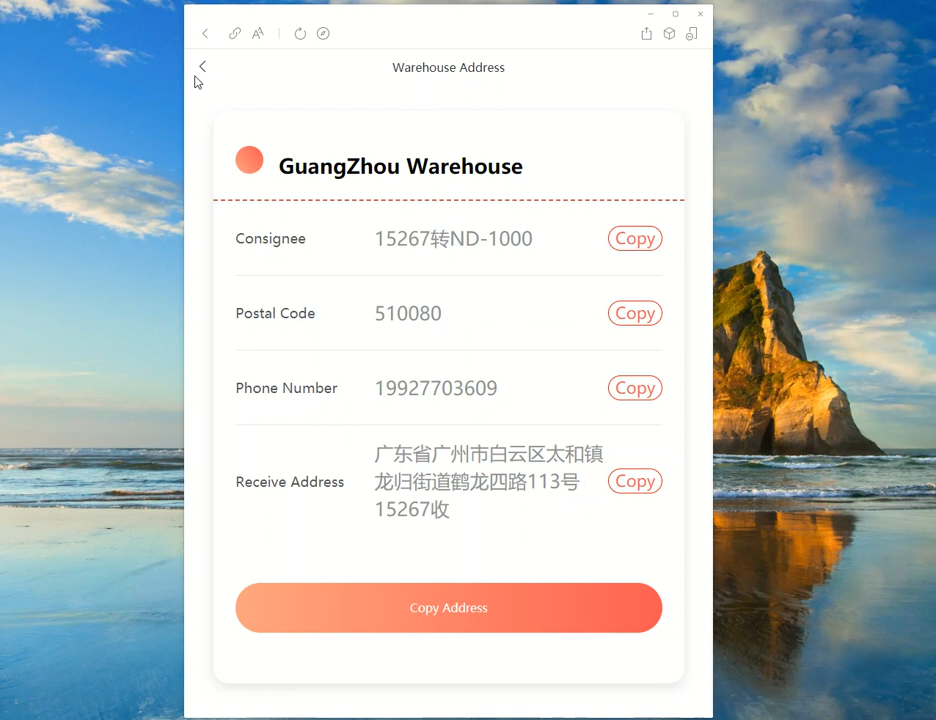 Warehouse Address
GuangZhou Warehouse
Consignee 15267转ND-1000 Copy
Postal Code 510080 Copy
Phone Number 19927703609 Copy
广东省广州市白云区太和镇
Receive Address 龙归街道鹤龙四路113号 Copy
15267收
Copy Address